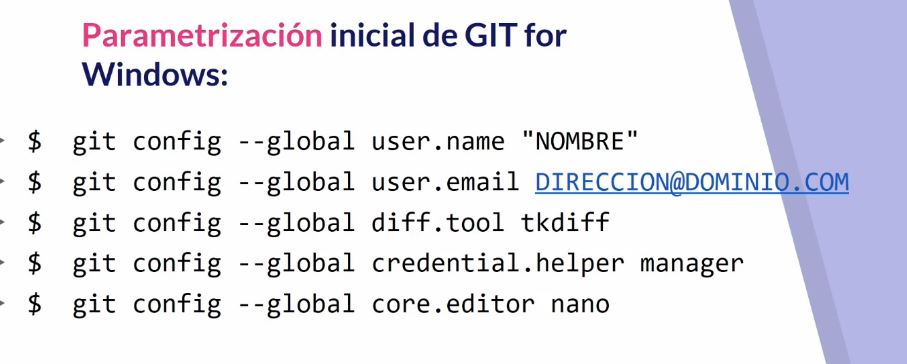 Parametrización inicial de GIT for
Windows:
$ git config --global user.name "NOMBRE"
$ git config --global user.email DIRECCION@DOMINIO.COM
$ git config --global diff.tool tkdiff
$ git config --global credential.helper manager
$ git config --global core.editor nano